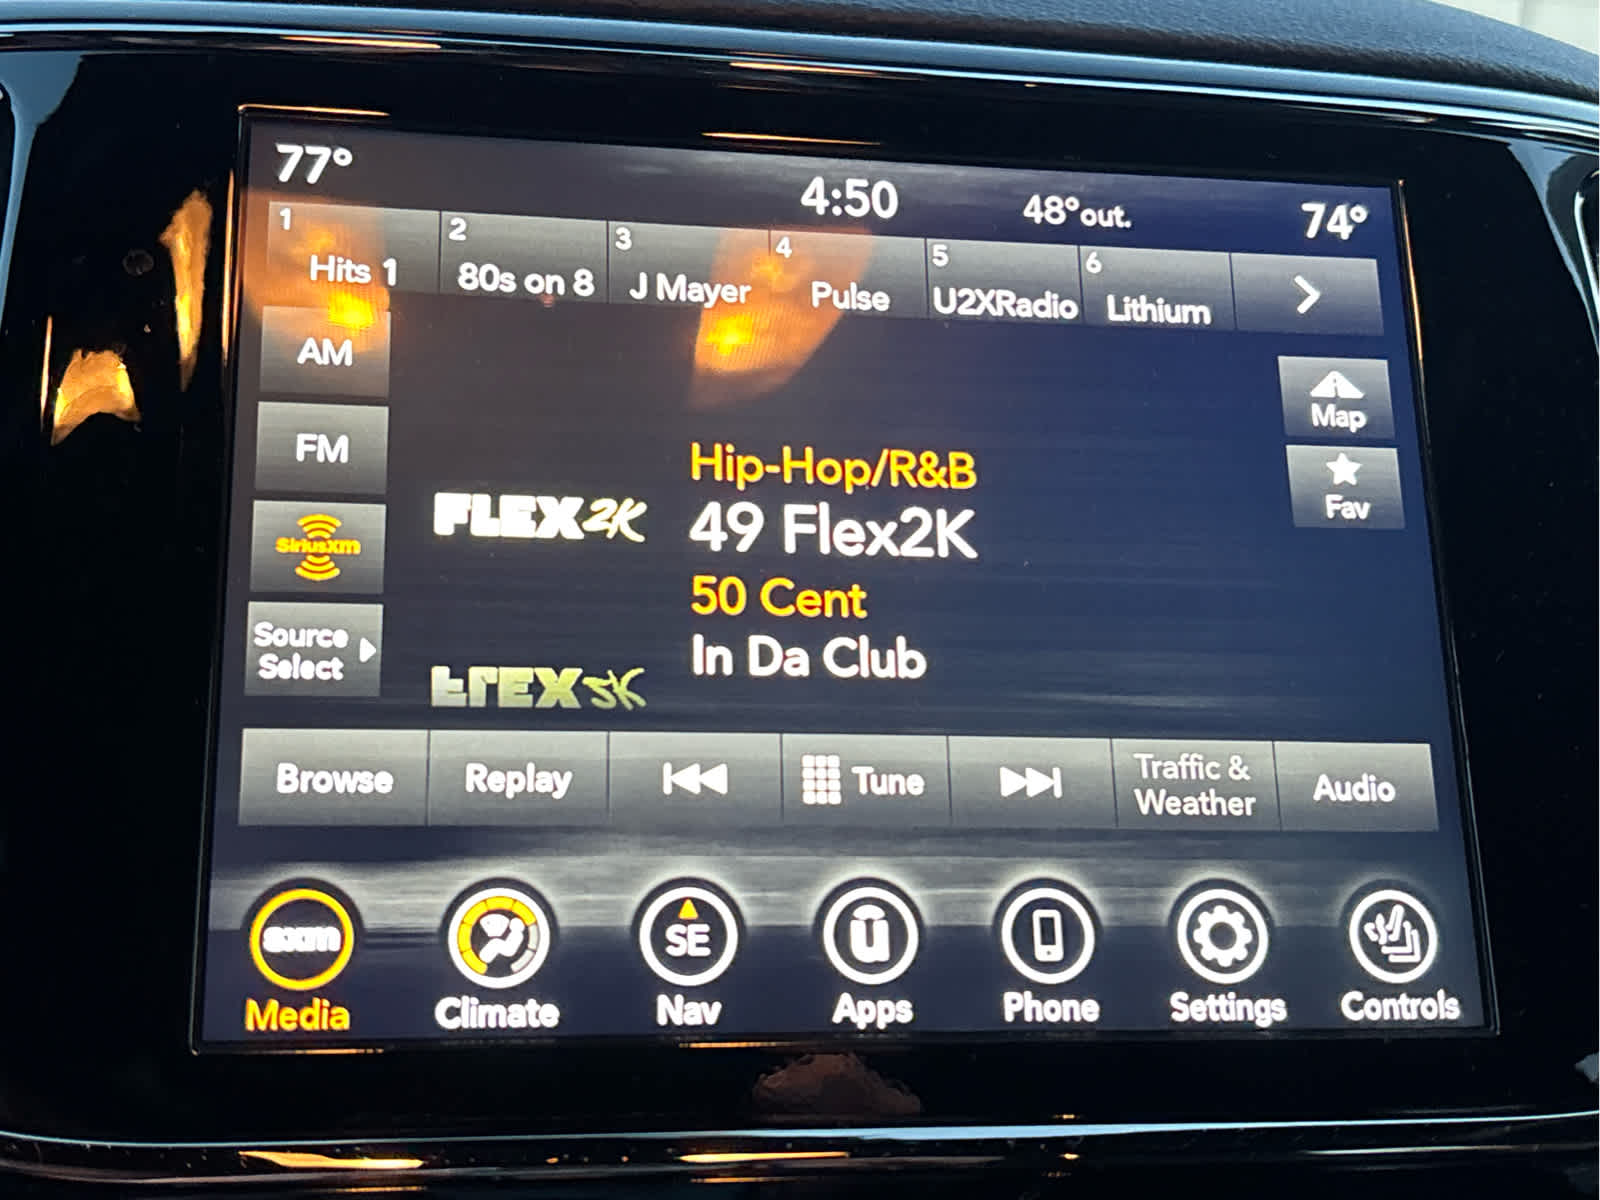 77°
4:50
48°out.
74°
1 Hits 1
2 80s on 8
3 J Mayer
4 Pulse
5 U2XRadio
6 Lithium
AM
FM
SiriusXm
Source
Select
Map
Fav
FLEX2K
Hip-Hop/R&B
49 Flex2K
50 Cent
In Da Club
Browse
Replay
Tune
Traffic &
Weather
Audio
sxm
Media
Climate
SE
Nav
ū
Apps
Phone
Settings
Controls